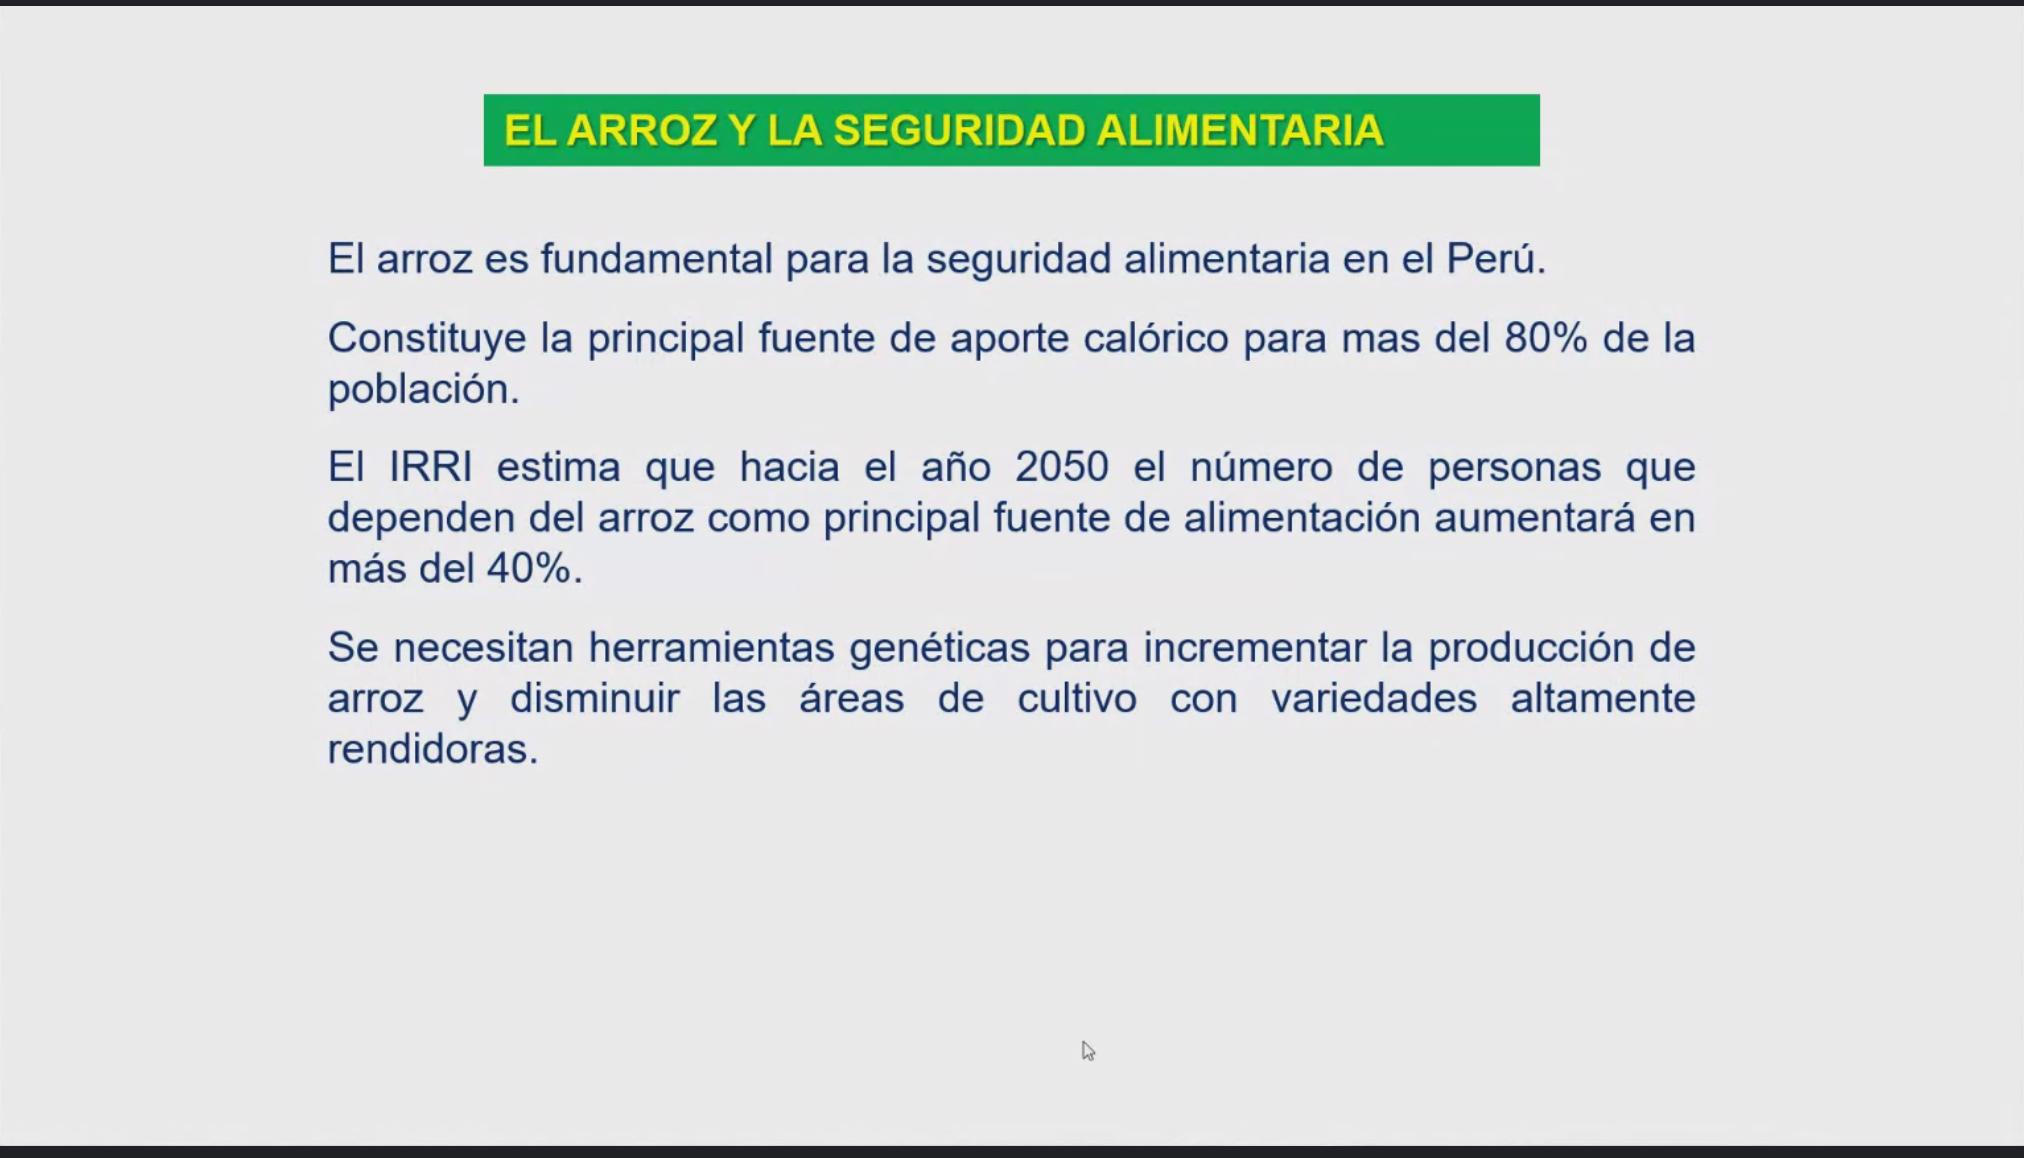 EL ARROZ Y LA SEGURIDAD ALIMENTARIA
El arroz es fundamental para la seguridad alimentaria en el Perú.
Constituye la principal fuente de aporte calórico para mas del 80% de la
población.
El IRRI estima que hacia el año 2050 el número de personas que
dependen del arroz como principal fuente de alimentación aumentará en
más del 40%.
Se necesitan herramientas genéticas para incrementar la producción de
arroz y disminuir las áreas de cultivo con variedades altamente
rendidoras.